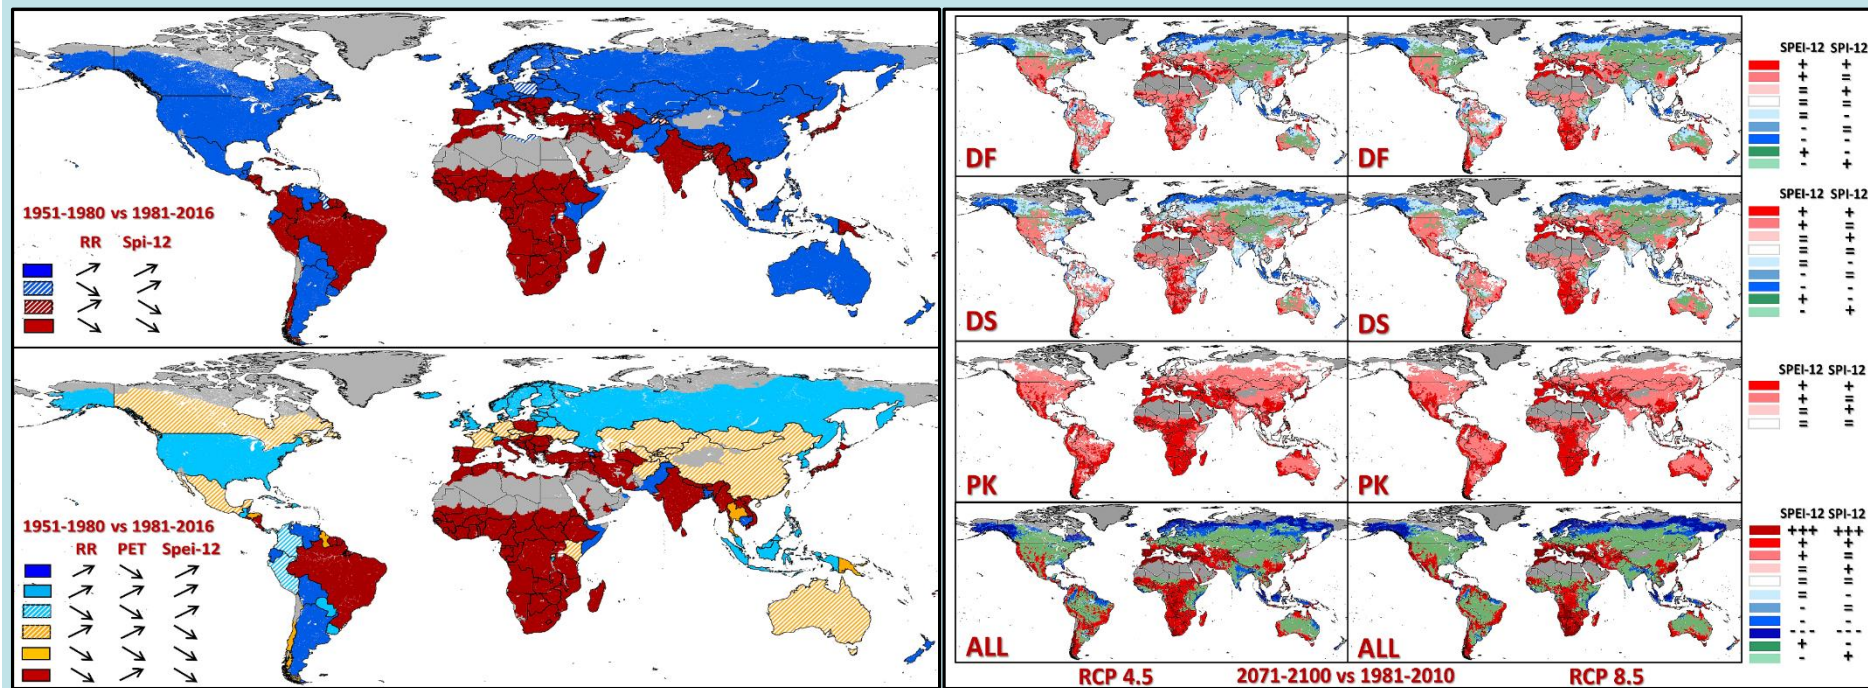 1951-1980 vs 1981-2016
RR Spi-12
1951-1980 vs 1981-2016
RR PET Spei-12
DF
DF
SPEI-12 SPI-12
+ +
+ =
= +
= =
= -
- =
- -
+ -
- +
DS
DS
SPEI-12 SPI-12
+ +
+ =
= +
= =
= -
- =
- -
+ -
- +
PK
PK
SPEI-12 SPI-12
+ +
+ =
= +
= =
ALL
ALL
SPEI-12 SPI-12
+++ +++
+ +
+ =
= +
= =
= -
- =
- -
--- ---
+ -
- +
RCP 4.5 2071-2100 vs 1981-2010 RCP 8.5